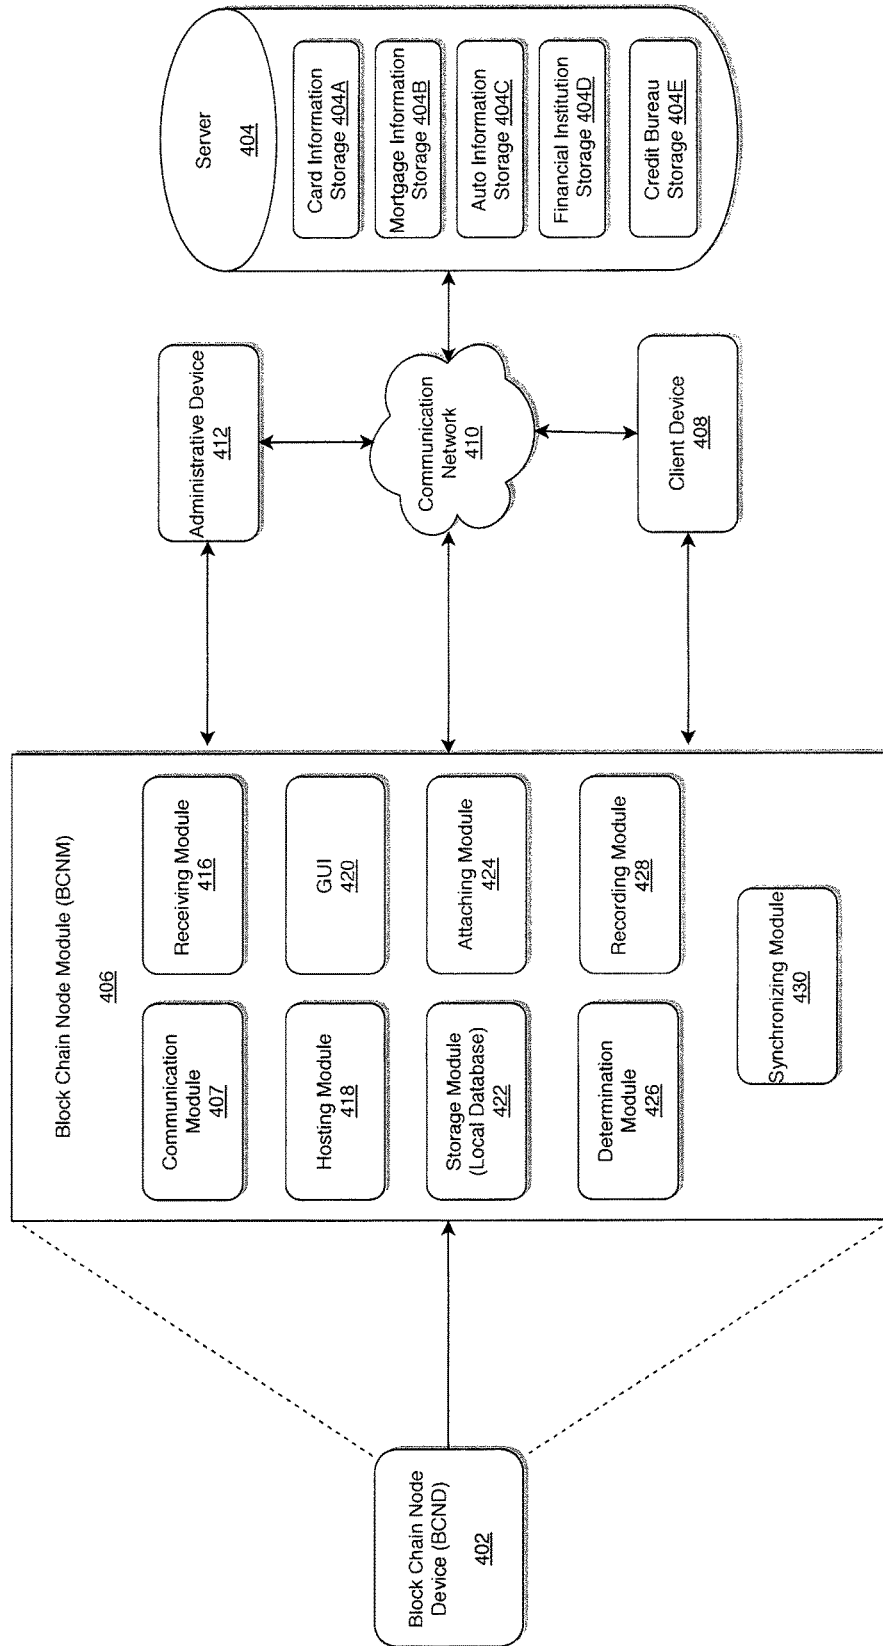 Block Chain Node
Device (BCND)
402
Block Chain Node Module (BCNM)
406
Communication
Module
407
Receiving Module
416
Hosting Module
418
GUI
420
Storage Module
(Local Database)
422
Attaching Module
424
Determination
Module
426
Recording Module
428
Synchronizing Module
430
Administrative Device
412
Communication
Network
410
Client Device
408
Server
404
Card Information
Storage 404A
Mortgage Information
Storage 404B
Auto Information
Storage 404C
Financial Institution
Storage 404D
Credit Bureau
Storage 404E